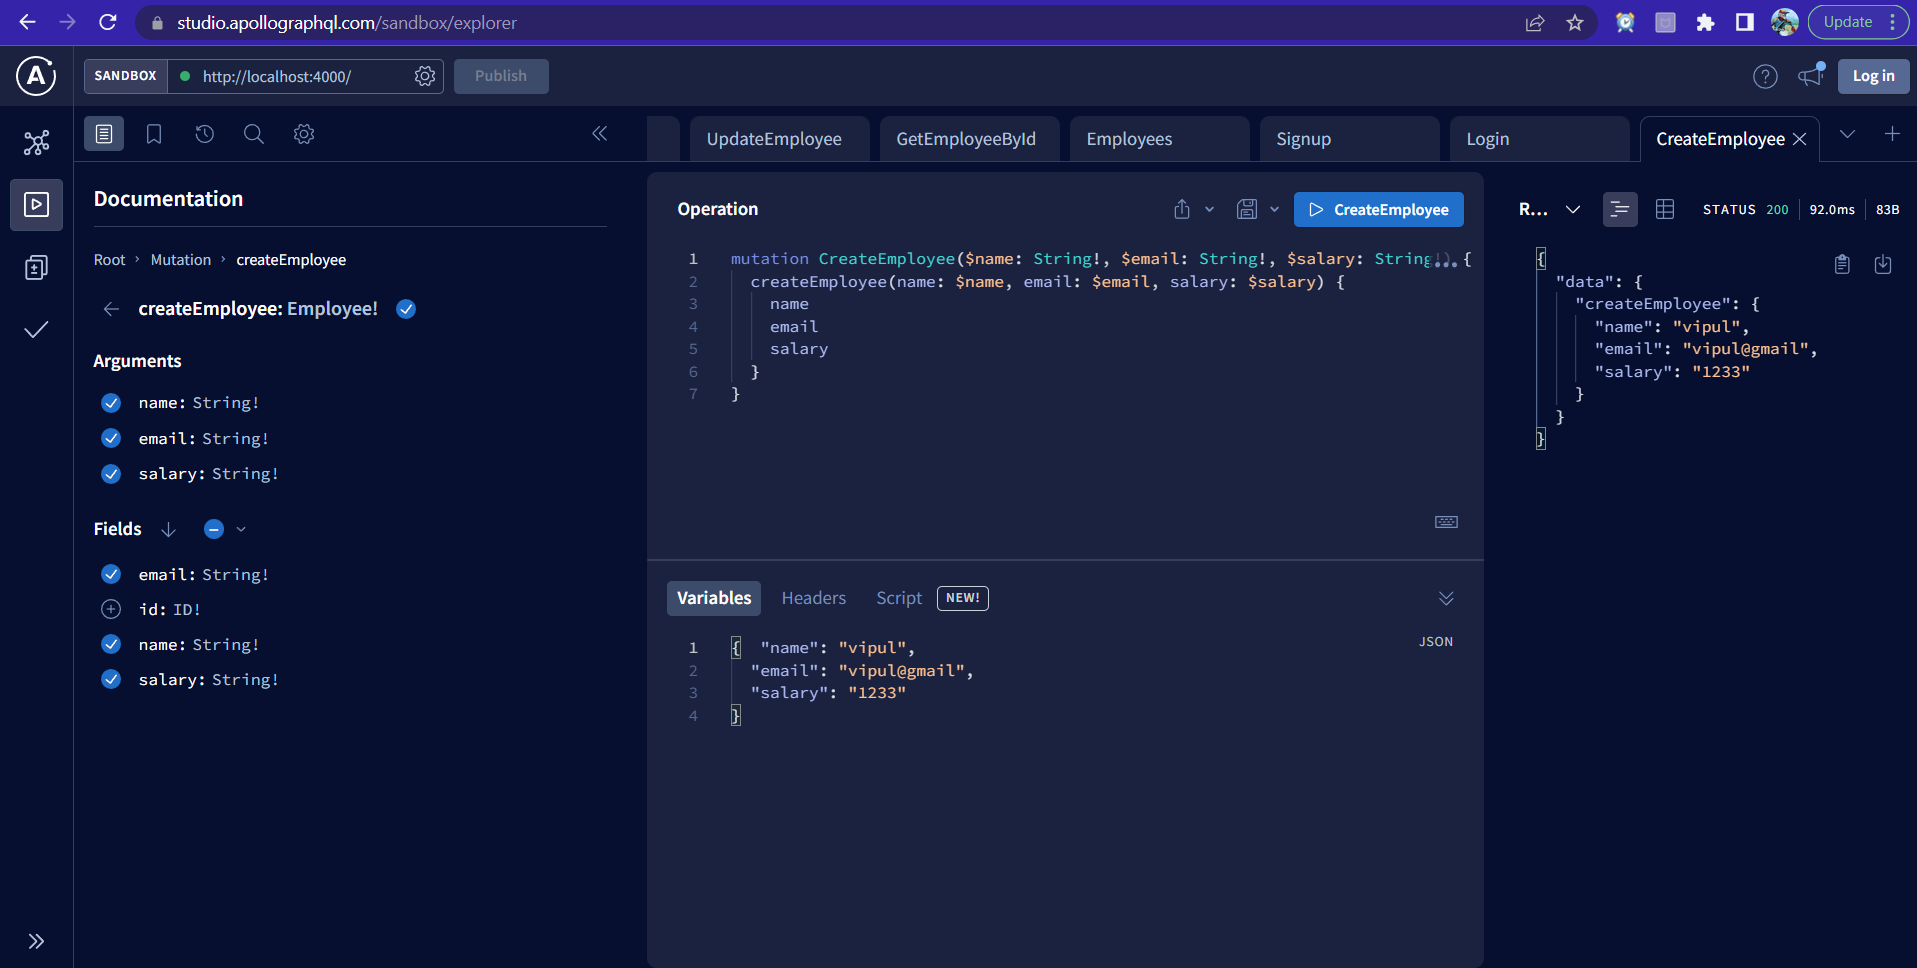 studio.apollographql.com/sandbox/explorer
Update
SANDBOX
http://localhost:4000/
Publish
Log in
UpdateEmployee
GetEmployeeById
Employees
Signup
Login
CreateEmployee
Documentation
Root › Mutation › createEmployee
createEmployee: Employee!
Arguments
name: String!
email: String!
salary: String!
Fields
email: String!
id: ID!
name: String!
salary: String!
Operation
CreateEmployee
1 mutation CreateEmployee($name: String!, $email: String!, $salary: String!) {
2 createEmployee(name: $name, email: $email, salary: $salary) {
3 name
4 email
5 salary
6 }
7 }
Variables
Headers
Script
NEW!
JSON
1 { "name": "vipul",
2 "email": "vipul@gmail",
3 "salary": "1233"
4 }
R...
STATUS 200
92.0ms
83B
{
"data": {
"createEmployee": {
"name": "vipul",
"email": "vipul@gmail",
"salary": "1233"
}
}
}